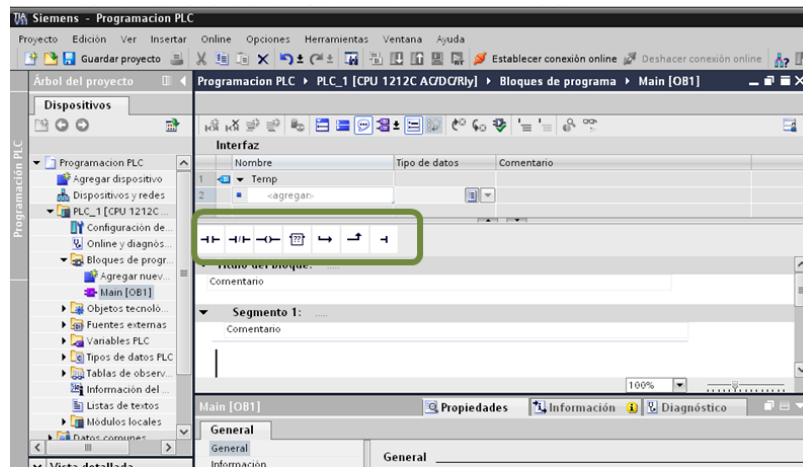 Siemens - Programacion PLC
Proyecto Edición Ver Insertar Online Opciones Herramientas Ventana Ayuda
Guardar proyecto Establecer conexión online Deshacer conexión online
Árbol del proyecto
Programacion PLC PLC_1 [CPU 1212C AC/DC/Rly] Bloques de programa Main [OB1]
Dispositivos
Programación PLC
Programacion PLC
Agregar dispositivo
Dispositivos y redes
PLC_1 [CPU 1212C ...
Configuración de...
Online y diagnós...
Bloques de progr...
Agregar nuev...
Main [OB1]
Objetos tecnoló...
Fuentes externas
Variables PLC
Tipos de datos PLC
Tablas de observ...
Información del ...
Listas de textos
Módulos locales
Datos comunes
Vista detallada
Interfaz
Nombre Tipo de datos Comentario
1 Temp
2 <agregar>
??
Título del bloque: .....
Comentario
Segmento 1: .....
Comentario
100%
Main [OB1]
Propiedades Información Diagnóstico
General
General
Información
General